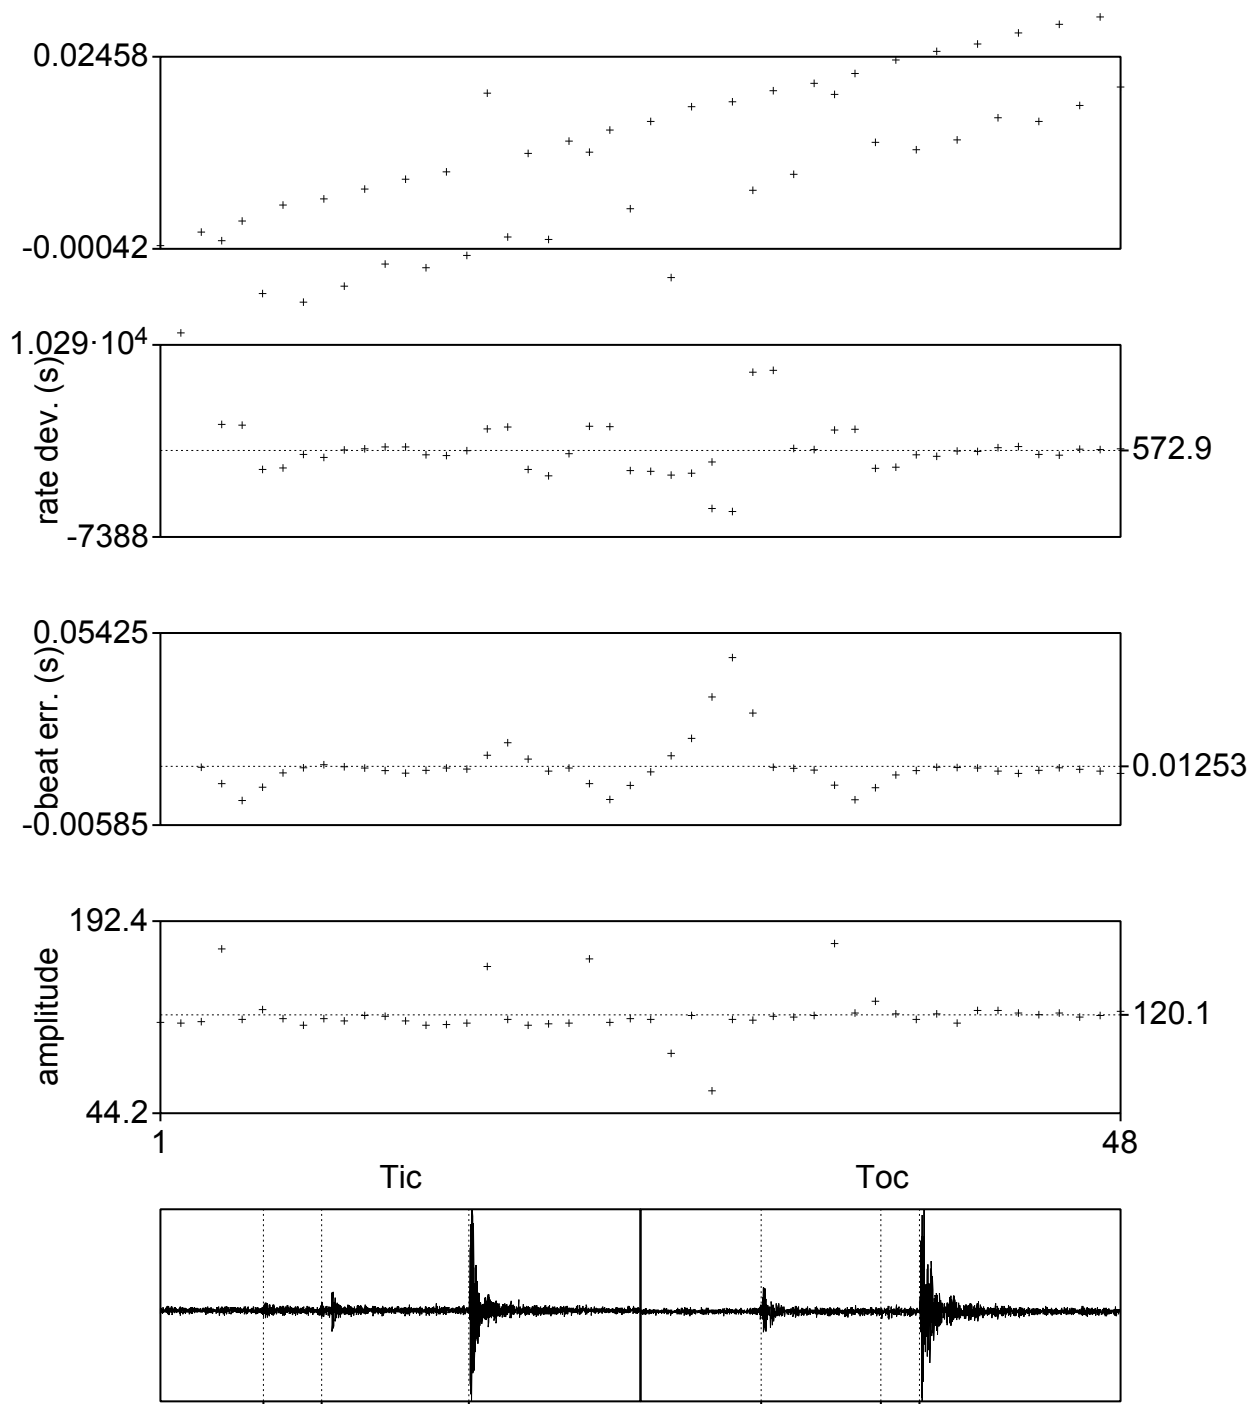 0.02458
-0.00042
1.029·10⁴
rate dev. (s)
572.9
-7388
0.05425
beat err. (s)
0.01253
-0.00585
192.4
amplitude
120.1
44.2
1
48
Tic
Toc